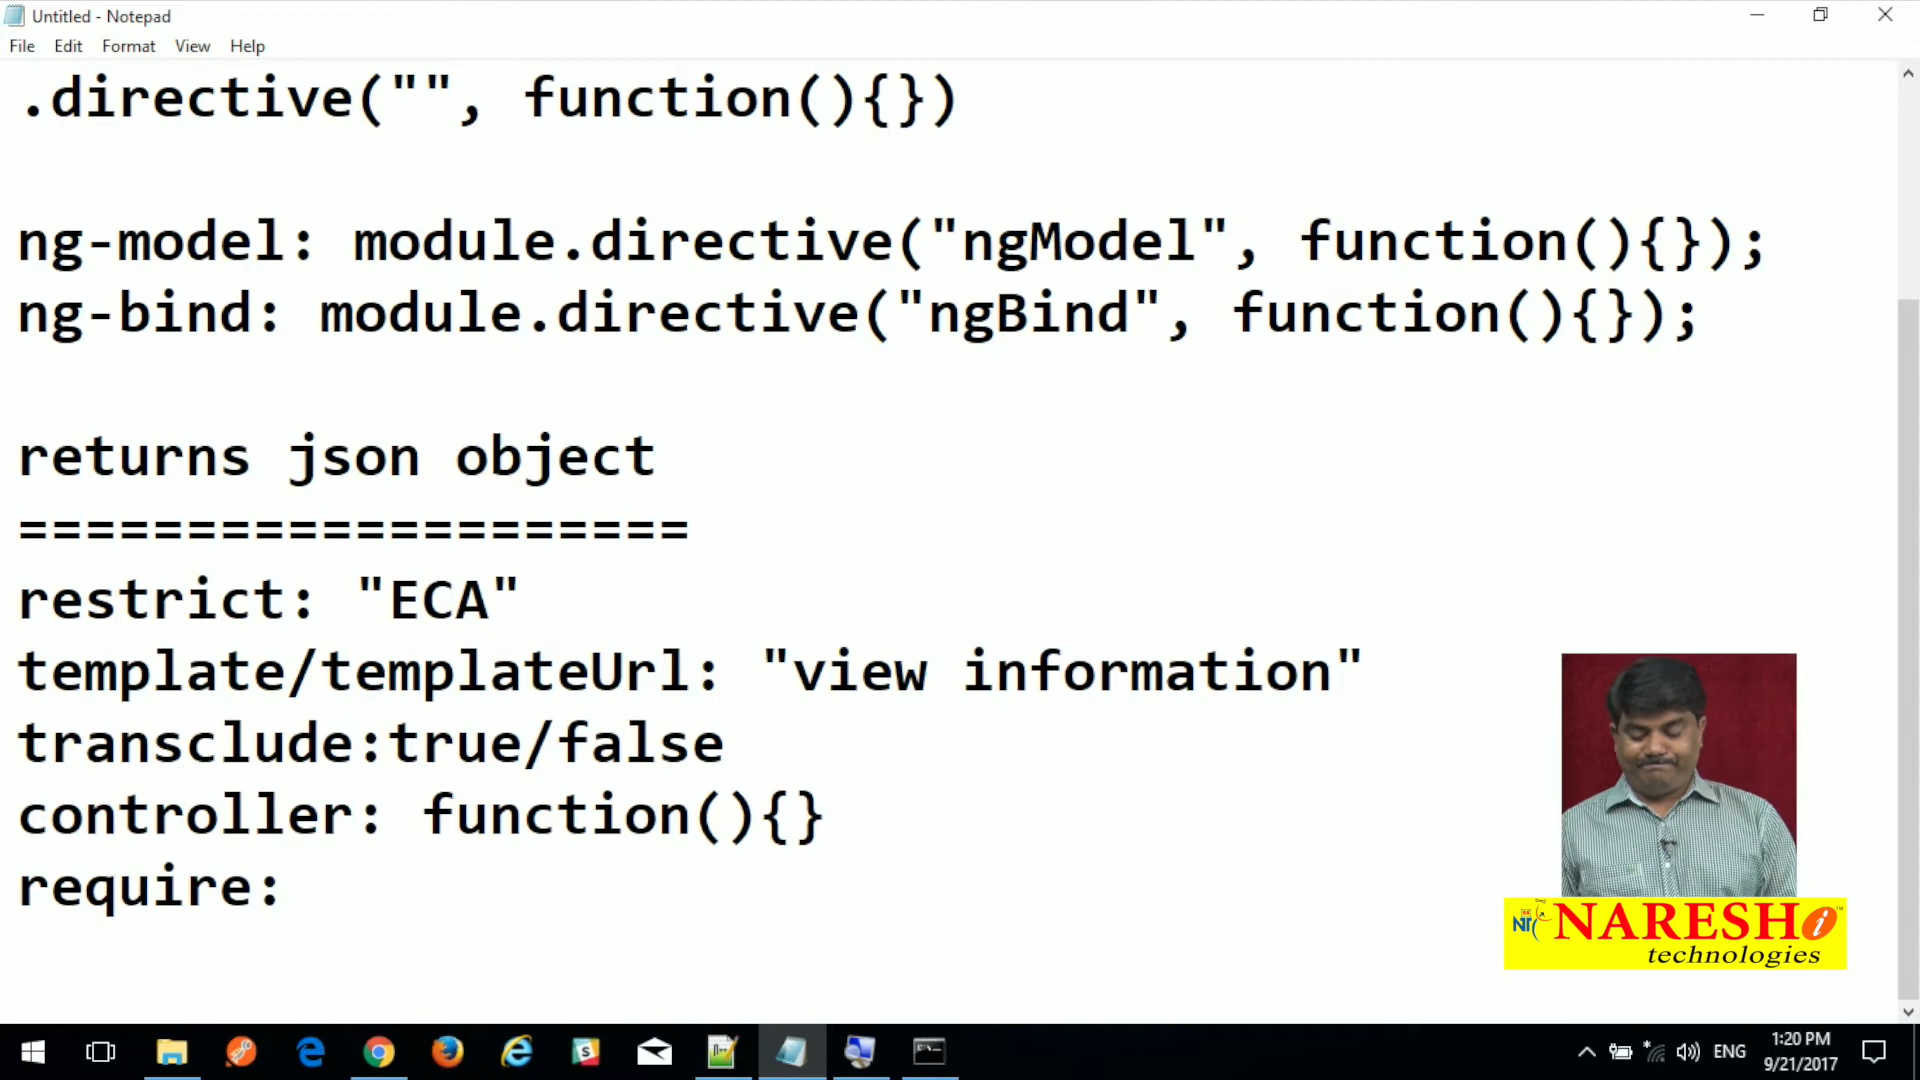 Untitled - Notepad
File Edit Format View Help
.directive("", function(){})
ng-model: module.directive("ngModel", function(){});
ng-bind: module.directive("ngBind", function(){});
returns json object
====================
restrict: "ECA"
template/templateUrl: "view information"
transclude:true/false
controller: function(){}
require:
NARESH i
technologies
ENG
1:20 PM
9/21/2017